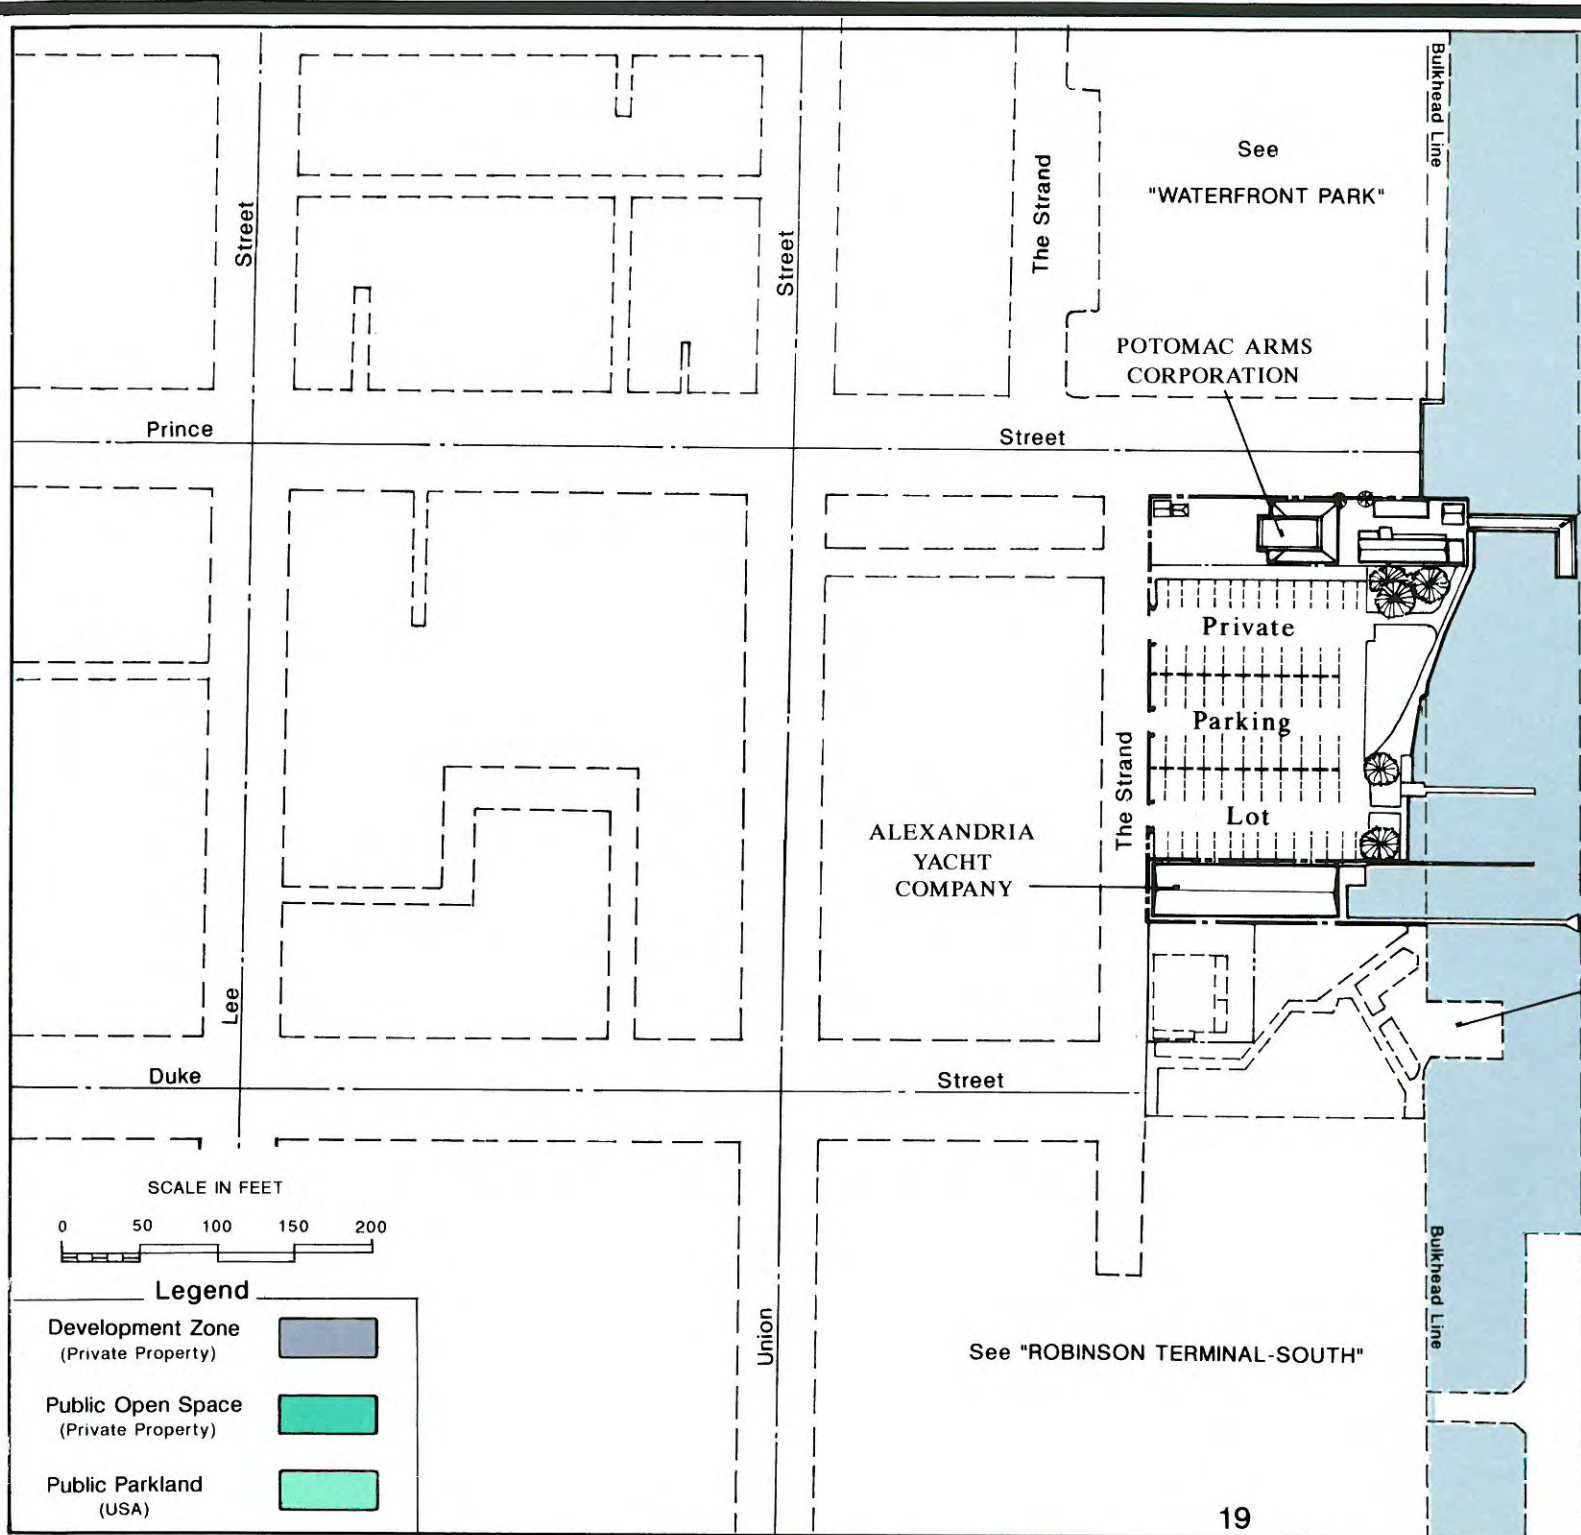 Bulkhead Line
See
"WATERFRONT PARK"
The Strand
Street
Street
POTOMAC ARMS
CORPORATION
Prince
Street
Private
Parking
Lot
The Strand
ALEXANDRIA
YACHT
COMPANY
Lee
Duke
Street
SCALE IN FEET
0 50 100 150 200
Legend
Development Zone
(Private Property)
Public Open Space
(Private Property)
Public Parkland
(USA)
Union
See "ROBINSON TERMINAL-SOUTH"
Bulkhead Line
19